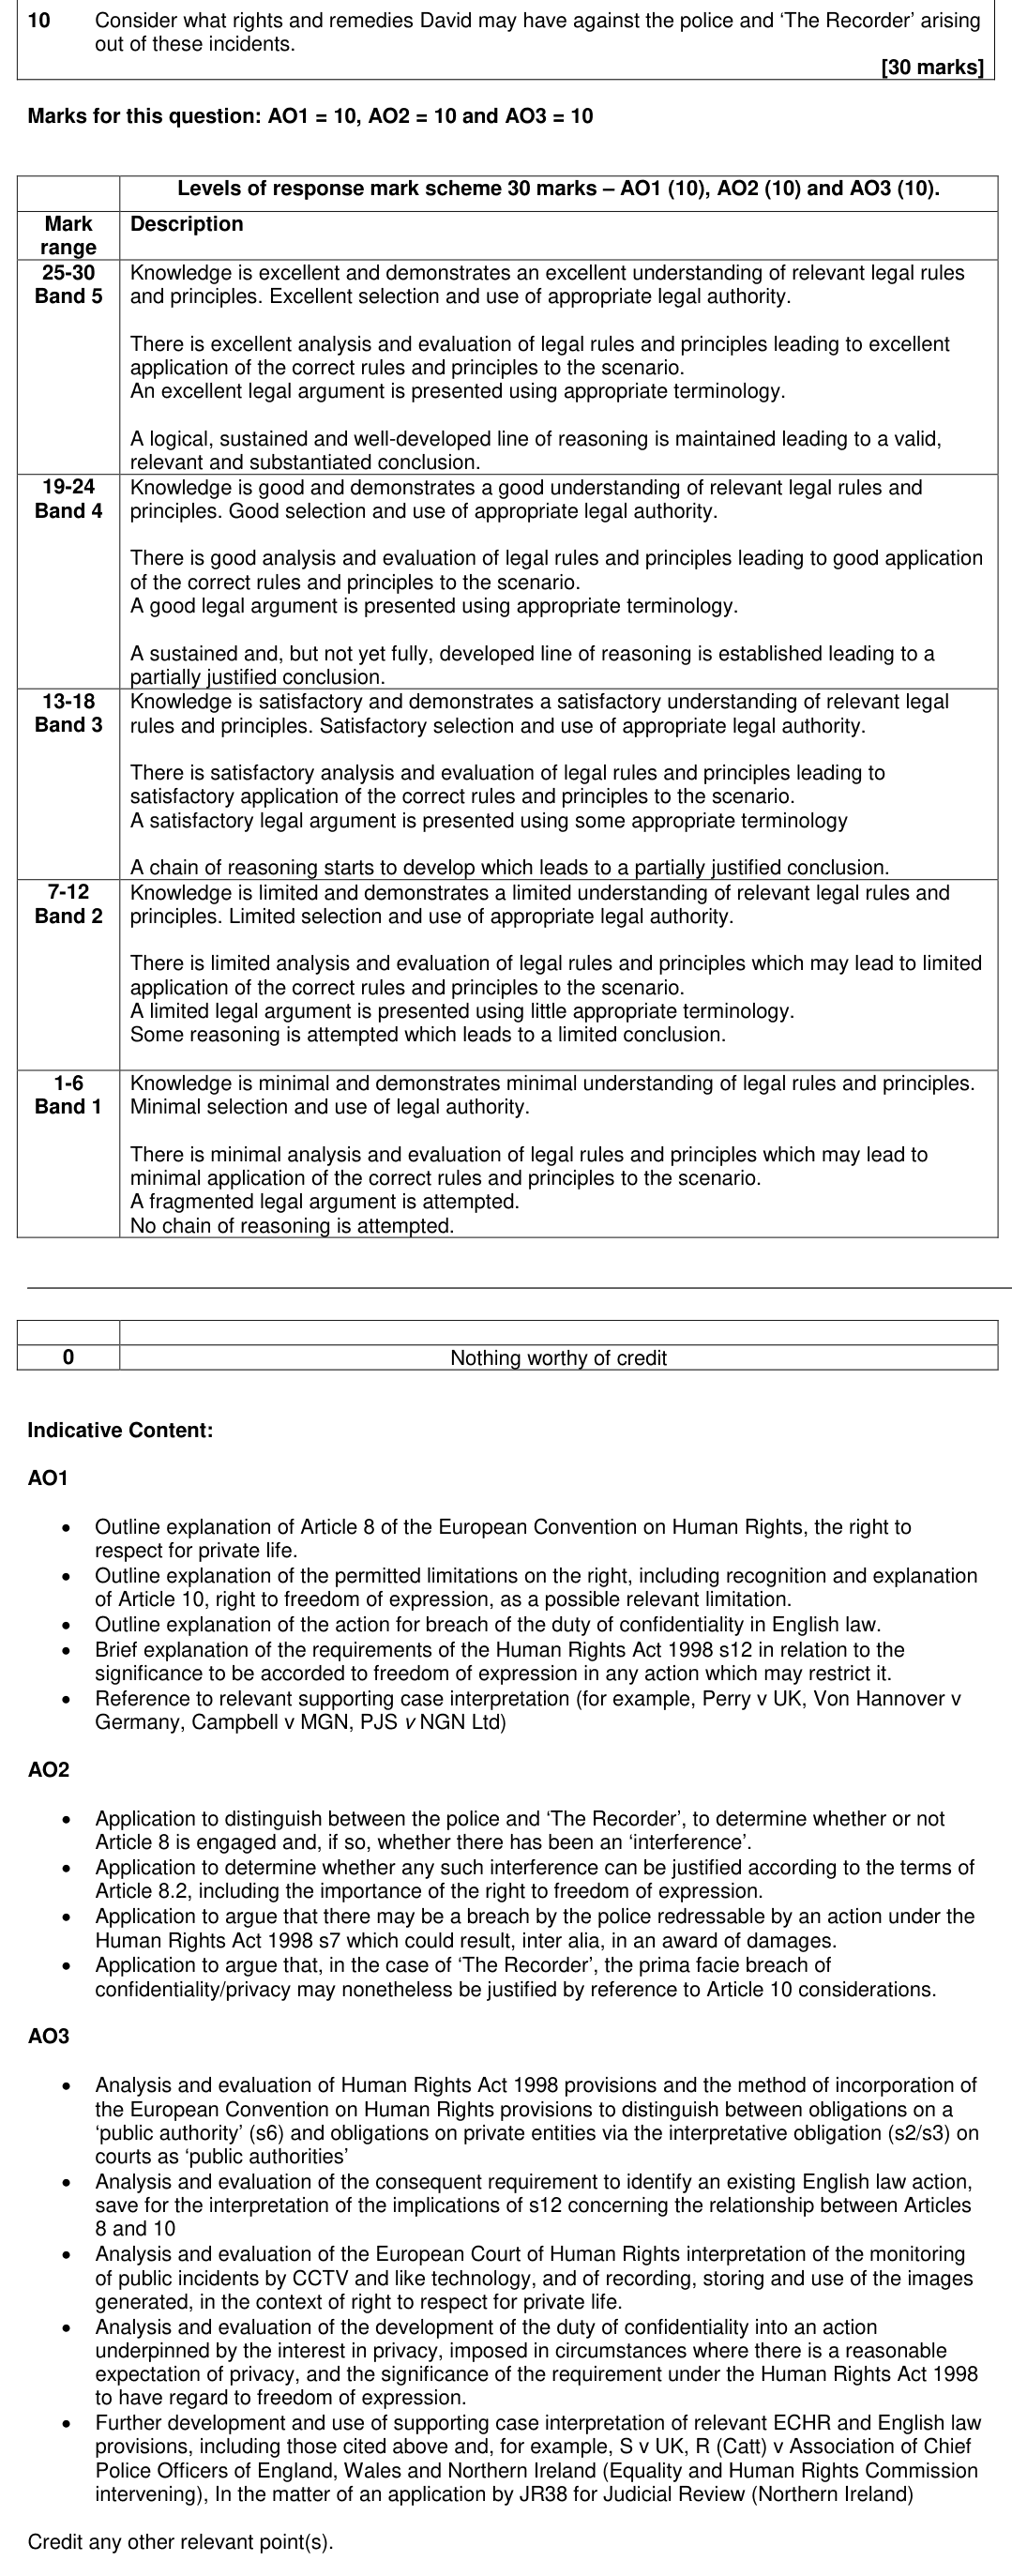 10 Consider what rights and remedies David may have against the police and ‘The Recorder’ arising
out of these incidents.
[30 marks]
Marks for this question: AO1 = 10, AO2 = 10 and AO3 = 10
Levels of response mark scheme 30 marks – AO1 (10), AO2 (10) and AO3 (10).
Mark range Description
25-30 Band 5
Knowledge is excellent and demonstrates an excellent understanding of relevant legal rules
and principles. Excellent selection and use of appropriate legal authority.
There is excellent analysis and evaluation of legal rules and principles leading to excellent
application of the correct rules and principles to the scenario.
An excellent legal argument is presented using appropriate terminology.
A logical, sustained and well-developed line of reasoning is maintained leading to a valid,
relevant and substantiated conclusion.
19-24 Band 4
Knowledge is good and demonstrates a good understanding of relevant legal rules and
principles. Good selection and use of appropriate legal authority.
There is good analysis and evaluation of legal rules and principles leading to good application
of the correct rules and principles to the scenario.
A good legal argument is presented using appropriate terminology.
A sustained and, but not yet fully, developed line of reasoning is established leading to a
partially justified conclusion.
13-18 Band 3
Knowledge is satisfactory and demonstrates a satisfactory understanding of relevant legal
rules and principles. Satisfactory selection and use of appropriate legal authority.
There is satisfactory analysis and evaluation of legal rules and principles leading to
satisfactory application of the correct rules and principles to the scenario.
A satisfactory legal argument is presented using some appropriate terminology
A chain of reasoning starts to develop which leads to a partially justified conclusion.
7-12 Band 2
Knowledge is limited and demonstrates a limited understanding of relevant legal rules and
principles. Limited selection and use of appropriate legal authority.
There is limited analysis and evaluation of legal rules and principles which may lead to limited
application of the correct rules and principles to the scenario.
A limited legal argument is presented using little appropriate terminology.
Some reasoning is attempted which leads to a limited conclusion.
1-6 Band 1
Knowledge is minimal and demonstrates minimal understanding of legal rules and principles.
Minimal selection and use of legal authority.
There is minimal analysis and evaluation of legal rules and principles which may lead to
minimal application of the correct rules and principles to the scenario.
A fragmented legal argument is attempted.
No chain of reasoning is attempted.
0 Nothing worthy of credit
Indicative Content:
AO1
• Outline explanation of Article 8 of the European Convention on Human Rights, the right to
respect for private life.
• Outline explanation of the permitted limitations on the right, including recognition and explanation
of Article 10, right to freedom of expression, as a possible relevant limitation.
• Outline explanation of the action for breach of the duty of confidentiality in English law.
• Brief explanation of the requirements of the Human Rights Act 1998 s12 in relation to the
significance to be accorded to freedom of expression in any action which may restrict it.
• Reference to relevant supporting case interpretation (for example, Perry v UK, Von Hannover v
Germany, Campbell v MGN, PJS v NGN Ltd)
AO2
• Application to distinguish between the police and ‘The Recorder’, to determine whether or not
Article 8 is engaged and, if so, whether there has been an ‘interference’.
• Application to determine whether any such interference can be justified according to the terms of
Article 8.2, including the importance of the right to freedom of expression.
• Application to argue that there may be a breach by the police redressable by an action under the
Human Rights Act 1998 s7 which could result, inter alia, in an award of damages.
• Application to argue that, in the case of ‘The Recorder’, the prima facie breach of
confidentiality/privacy may nonetheless be justified by reference to Article 10 considerations.
AO3
• Analysis and evaluation of Human Rights Act 1998 provisions and the method of incorporation of
the European Convention on Human Rights provisions to distinguish between obligations on a
‘public authority’ (s6) and obligations on private entities via the interpretative obligation (s2/s3) on
courts as ‘public authorities’
• Analysis and evaluation of the consequent requirement to identify an existing English law action,
save for the interpretation of the implications of s12 concerning the relationship between Articles
8 and 10
• Analysis and evaluation of the European Court of Human Rights interpretation of the monitoring
of public incidents by CCTV and like technology, and of recording, storing and use of the images
generated, in the context of right to respect for private life.
• Analysis and evaluation of the development of the duty of confidentiality into an action
underpinned by the interest in privacy, imposed in circumstances where there is a reasonable
expectation of privacy, and the significance of the requirement under the Human Rights Act 1998
to have regard to freedom of expression.
• Further development and use of supporting case interpretation of relevant ECHR and English law
provisions, including those cited above and, for example, S v UK, R (Catt) v Association of Chief
Police Officers of England, Wales and Northern Ireland (Equality and Human Rights Commission
intervening), In the matter of an application by JR38 for Judicial Review (Northern Ireland)
Credit any other relevant point(s).